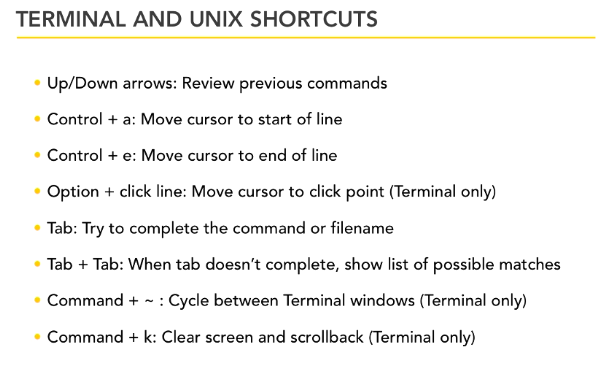 TERMINAL AND UNIX SHORTCUTS
• Up/Down arrows: Review previous commands
• Control + a: Move cursor to start of line
• Control + e: Move cursor to end of line
• Option + click line: Move cursor to click point (Terminal only)
• Tab: Try to complete the command or filename
• Tab + Tab: When tab doesn’t complete, show list of possible matches
• Command + ~ : Cycle between Terminal windows (Terminal only)
• Command + k: Clear screen and scrollback (Terminal only)